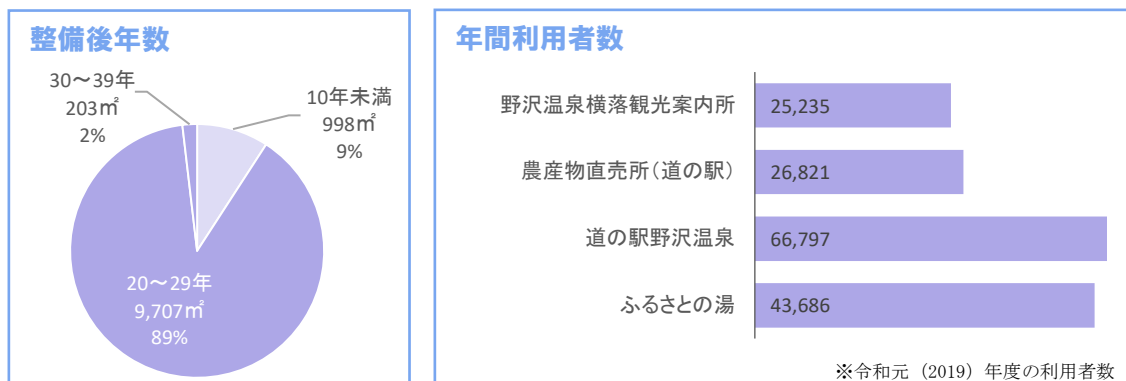 整備後年数
30～39年
203㎡
2%
10年未満
998㎡
9%
20～29年
9,707㎡
89%
年間利用者数
野沢温泉横落観光案内所
25,235
農産物直売所（道の駅）
26,821
道の駅野沢温泉
66,797
ふるさとの湯
43,686
※令和元（2019）年度の利用者数